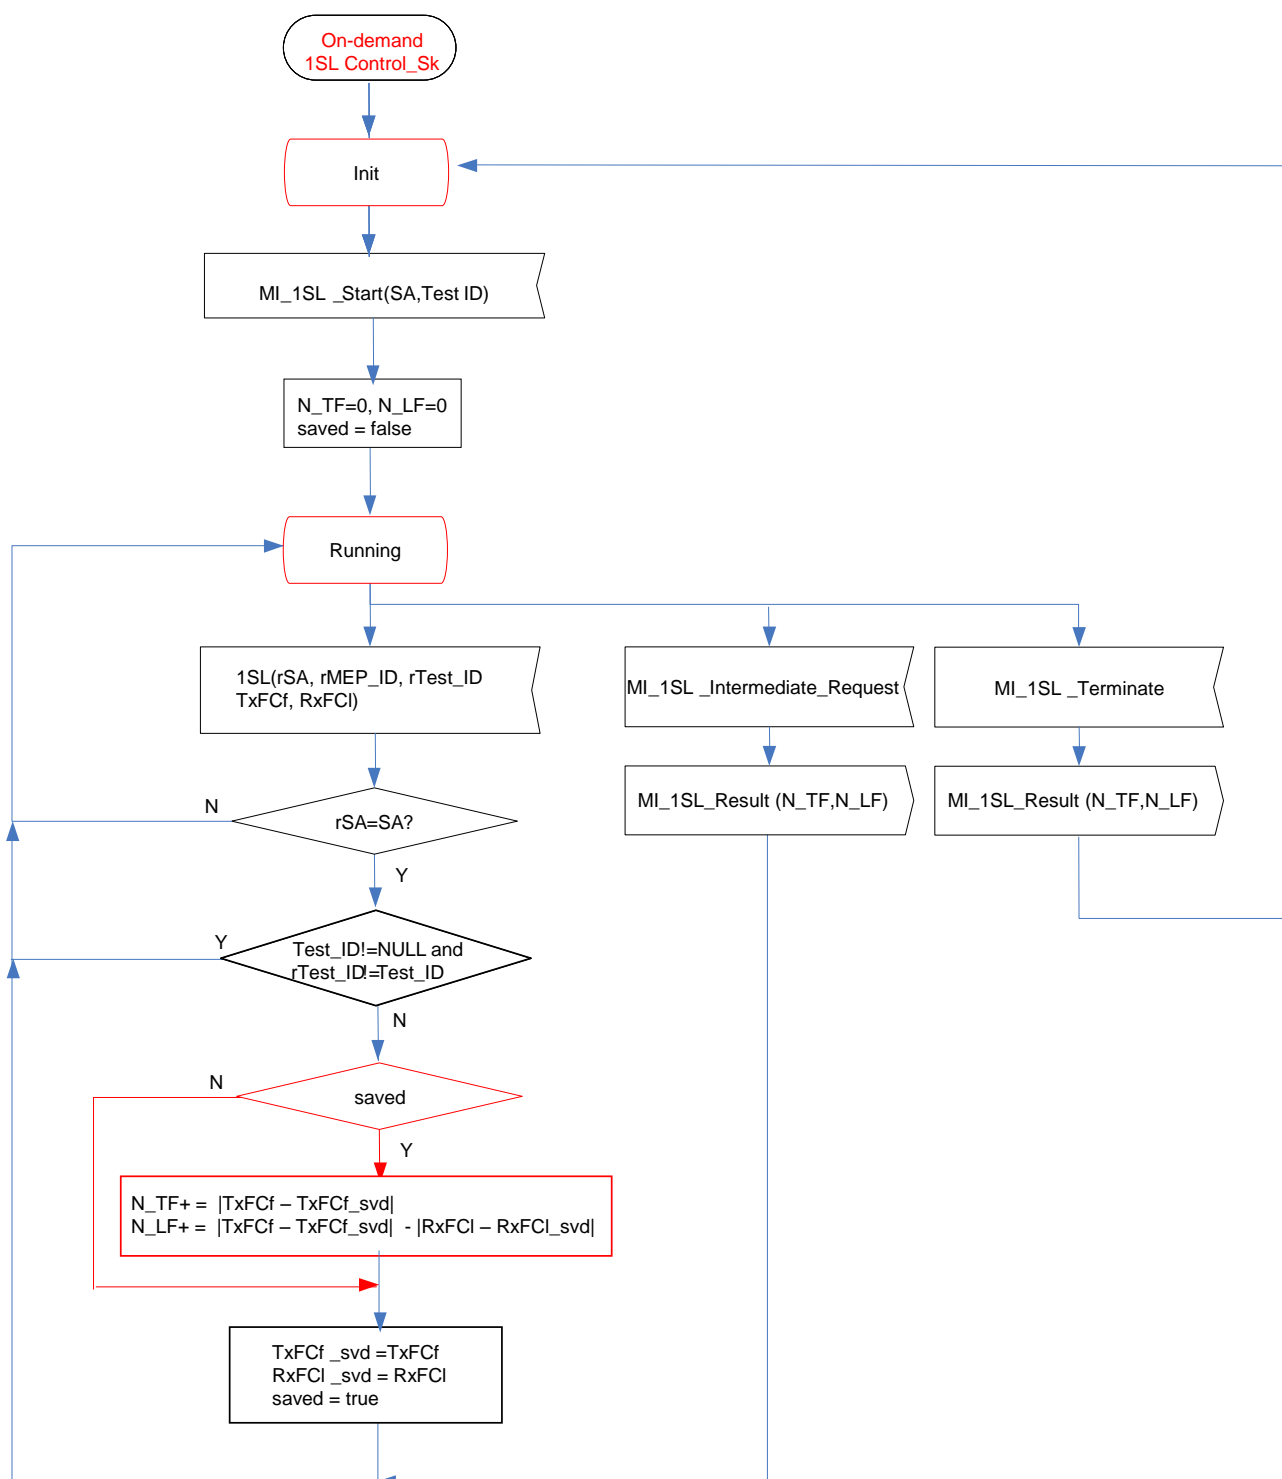 On-demand
1SL Control_Sk
Init
MI_1SL _Start(SA,Test ID)
N_TF=0, N_LF=0
saved = false
Running
1SL(rSA, rMEP_ID, rTest_ID
TxFCf, RxFCl)
MI_1SL _Intermediate_Request
MI_1SL _Terminate
MI_1SL_Result (N_TF,N_LF)
MI_1SL_Result (N_TF,N_LF)
N
rSA=SA?
Y
Y
Test_ID!=NULL and
rTest_ID!=Test_ID
N
N
saved
Y
N_TF+ = |TxFCf – TxFCf_svd|
N_LF+ = |TxFCf – TxFCf_svd| - |RxFCl – RxFCl_svd|
TxFCf _svd =TxFCf
RxFCl _svd = RxFCl
saved = true